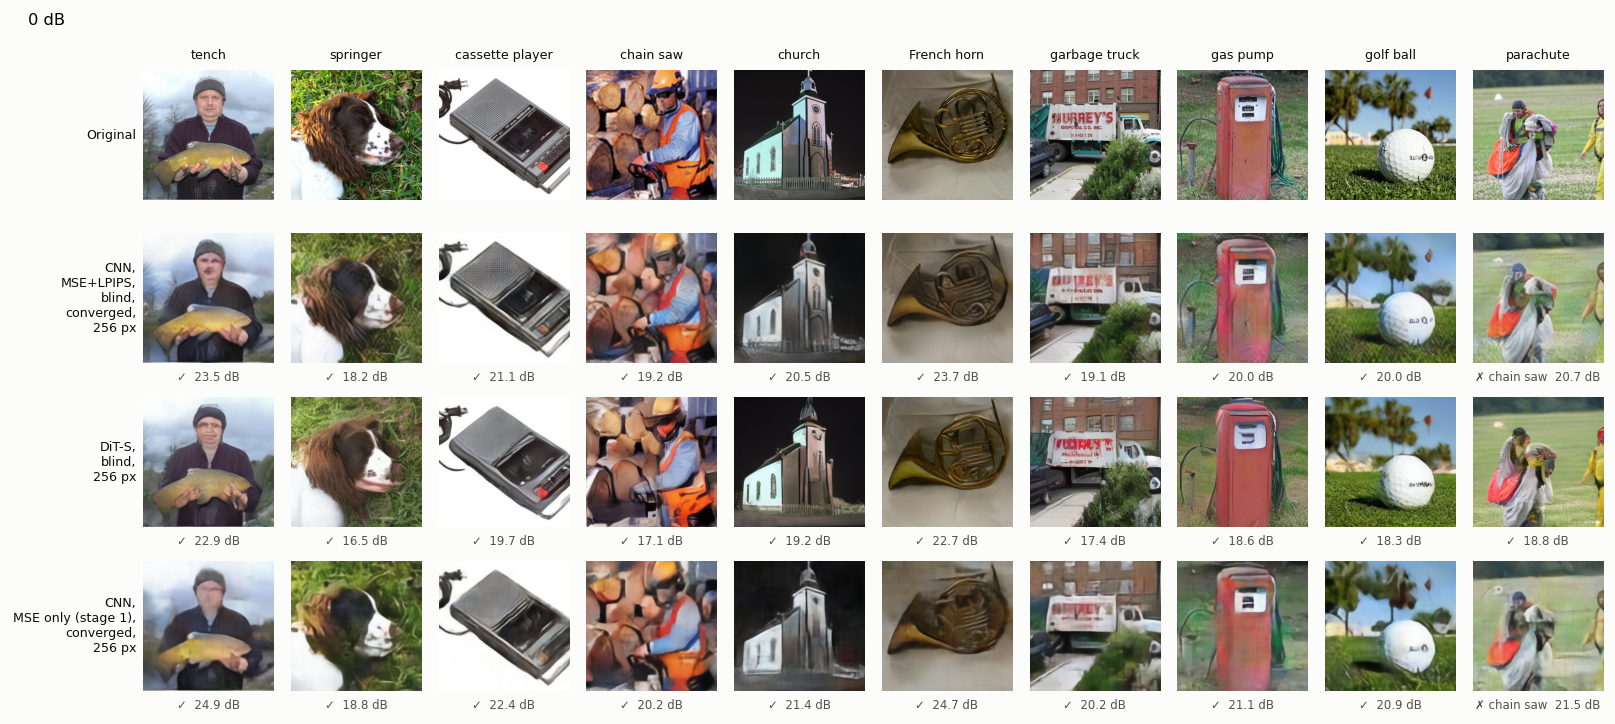 0 dB
tench springer cassette player chain saw church French horn garbage truck gas pump golf ball parachute
Original
MURREY'S
DISPOSAL CO. INC.
CNN,
MSE+LPIPS,
blind,
converged,
256 px
✓ 23.5 dB ✓ 18.2 dB ✓ 21.1 dB ✓ 19.2 dB ✓ 20.5 dB ✓ 23.7 dB ✓ 19.1 dB ✓ 20.0 dB ✓ 20.0 dB ✗ chain saw 20.7 dB
DiT-S,
blind,
256 px
✓ 22.9 dB ✓ 16.5 dB ✓ 19.7 dB ✓ 17.1 dB ✓ 19.2 dB ✓ 22.7 dB ✓ 17.4 dB ✓ 18.6 dB ✓ 18.3 dB ✓ 18.8 dB
CNN,
MSE only (stage 1),
converged,
256 px
✓ 24.9 dB ✓ 18.8 dB ✓ 22.4 dB ✓ 20.2 dB ✓ 21.4 dB ✓ 24.7 dB ✓ 20.2 dB ✓ 21.1 dB ✓ 20.9 dB ✗ chain saw 21.5 dB